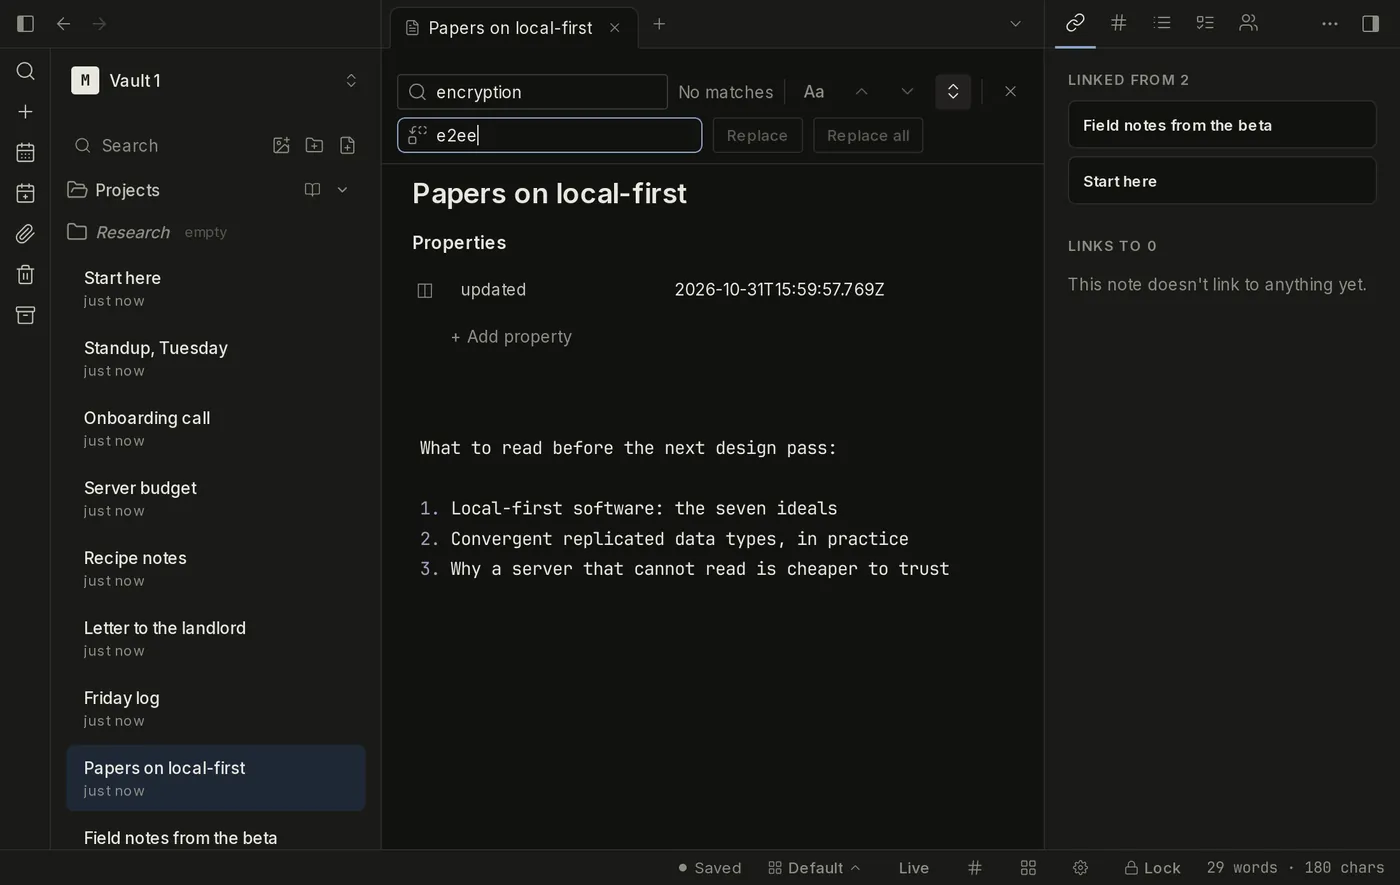 Papers on local-first
M Vault 1
Search
Projects
Research empty
Start here
just now
Standup, Tuesday
just now
Onboarding call
just now
Server budget
just now
Recipe notes
just now
Letter to the landlord
just now
Friday log
just now
Papers on local-first
just now
Field notes from the beta
encryption No matches Aa
e2ee Replace Replace all
Papers on local-first
Properties
updated 2026-10-31T15:59:57.769Z
+ Add property
What to read before the next design pass:
1. Local-first software: the seven ideals
2. Convergent replicated data types, in practice
3. Why a server that cannot read is cheaper to trust
LINKED FROM 2
Field notes from the beta
Start here
LINKS TO 0
This note doesn't link to anything yet.
Saved Default Live Lock 29 words · 180 chars